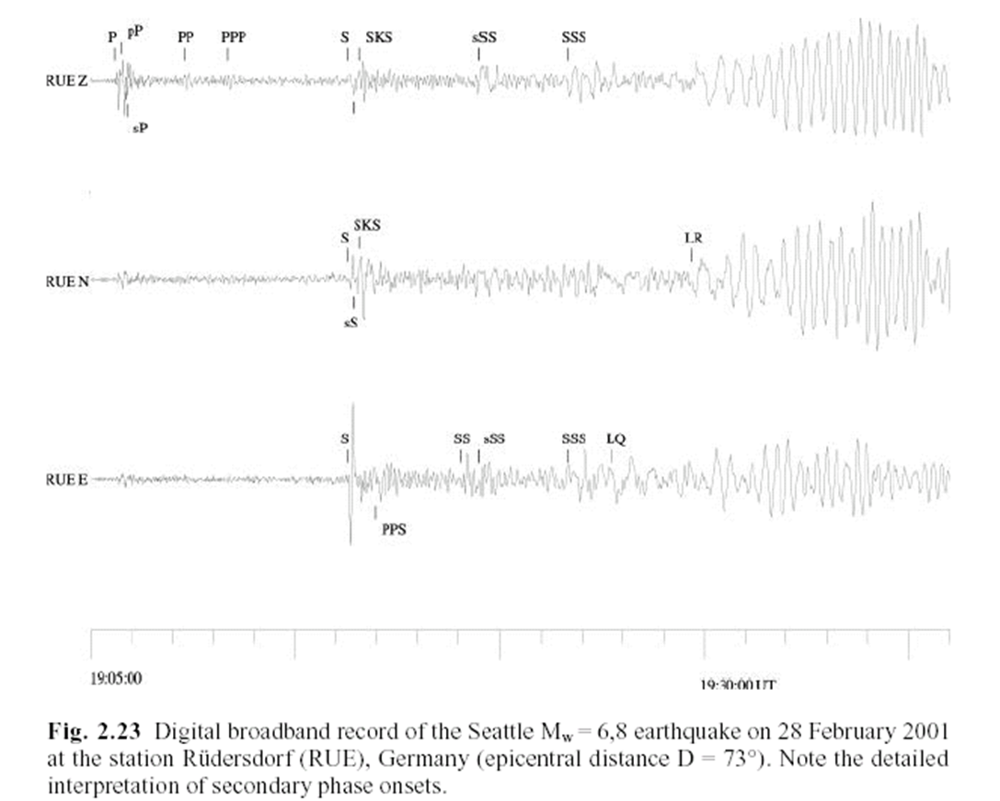 P pP PP PPP S SKS sSS SSS
RUE Z
sP
SKS
S LR
RUE N
sS
S SS sSS SSS LQ
RUE E
PPS
19:05:00 19:30:00 UT
Fig. 2.23 Digital broadband record of the Seattle Mw = 6,8 earthquake on 28 February 2001
at the station Rüdersdorf (RUE), Germany (epicentral distance D = 73°). Note the detailed
interpretation of secondary phase onsets.